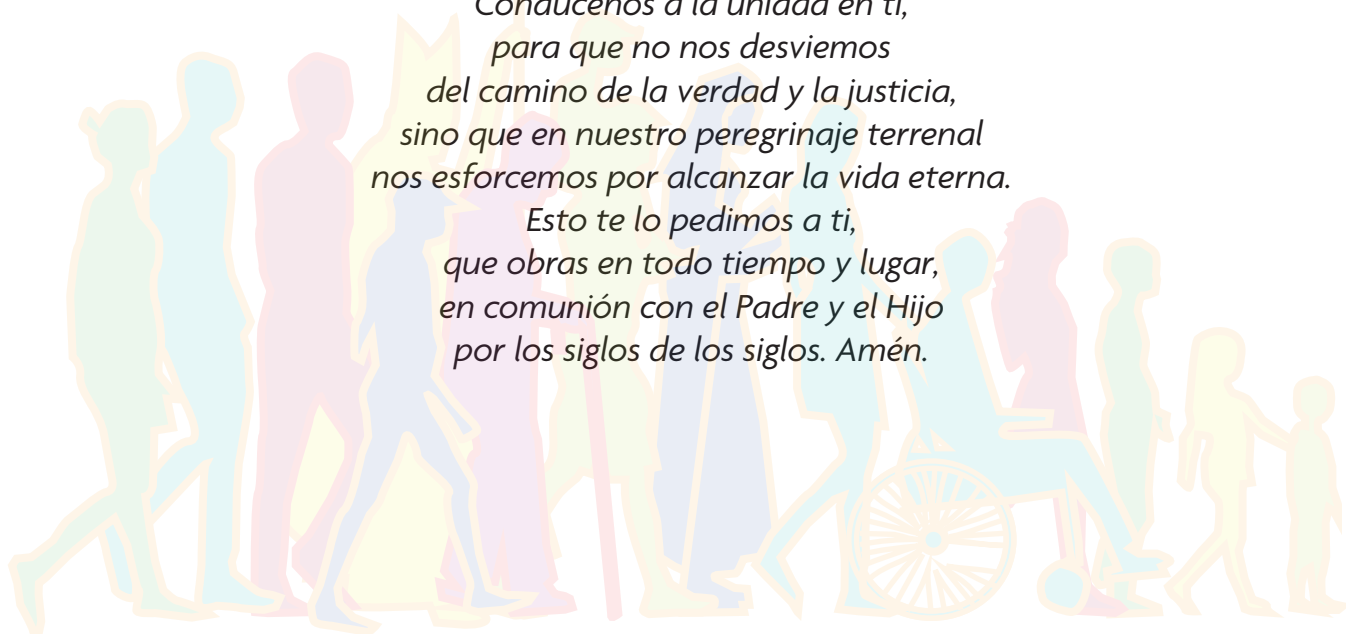 Condúcenos a la unidad en ti,
para que no nos desviemos
del camino de la verdad y la justicia,
sino que en nuestro peregrinaje terrenal
nos esforcemos por alcanzar la vida eterna.
Esto te lo pedimos a ti,
que obras en todo tiempo y lugar,
en comunión con el Padre y el Hijo
por los siglos de los siglos. Amén.